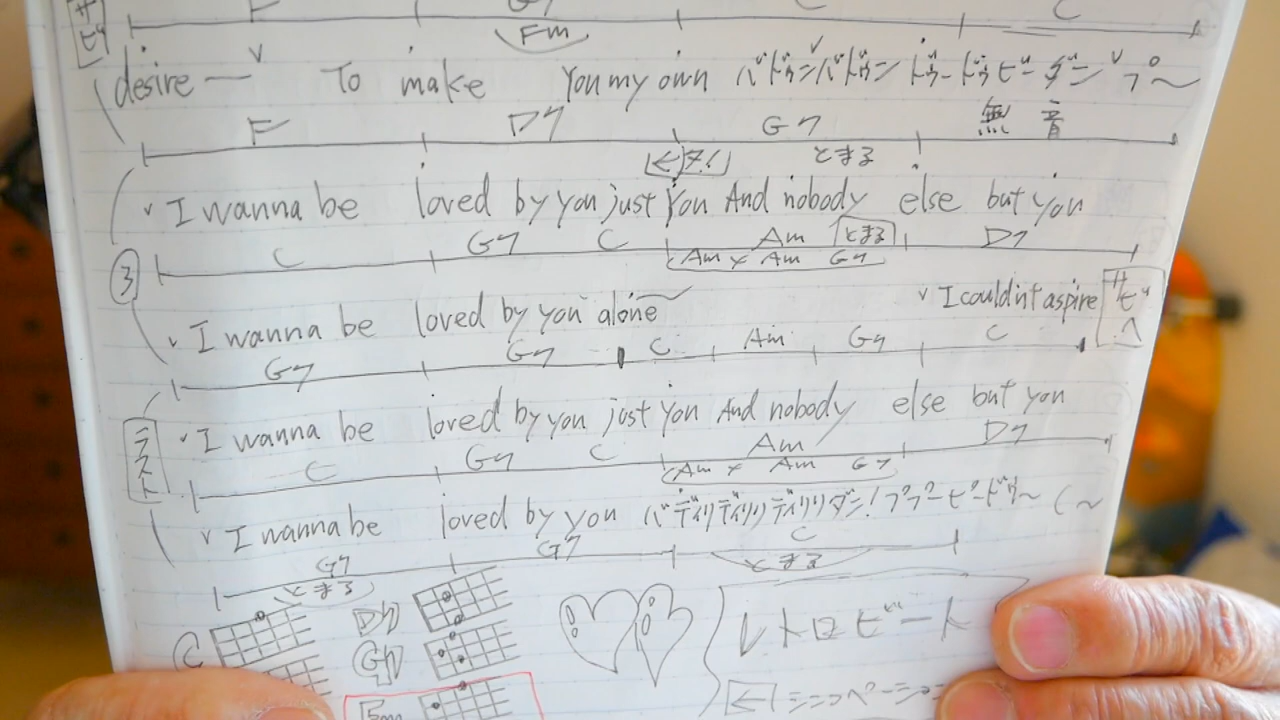 サビ
F G7 C C
Fm
desire ― To make You my own バドゥンバドゥン ドゥードゥビーダン プ〜
F D7 G7 無音
とまる
I wanna be loved by you just You And nobody else but you
C G7 C Am とまる D7
③ Am Am G7
I wanna be loved by you alone I couldn't aspire サビへ
G7 G7 C Am G7 C
ラスト
I wanna be loved by you just you And nobody else but you
C G7 C Am D7
Am Am G7
I wanna be loved by you バディリディリリディリリダン!ププーピードゥ〜 (〜
G7 G7 C
とまる とまる
D7
C G7 レトロビート
Fm